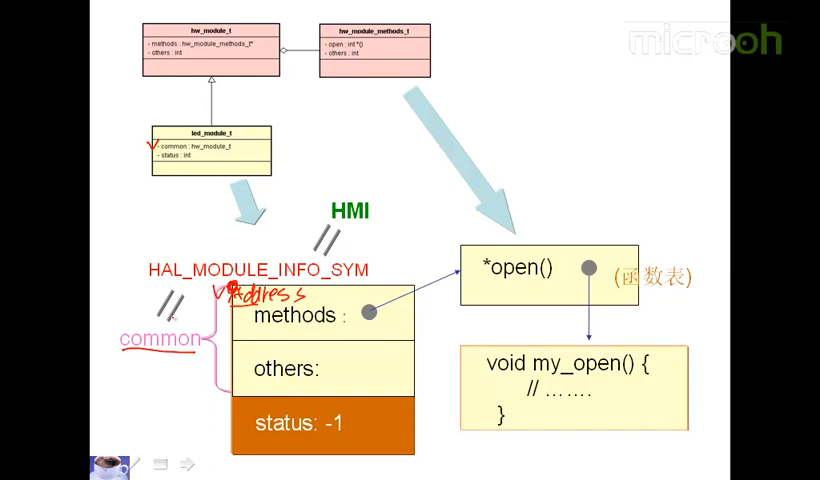 hw_module_t
- methods : hw_module_methods_t*
- others : int
hw_module_methods_t
- open : int *()
- others : int
microoh
led_module_t
- common : hw_module_t
- status : int
HMI
HAL_MODULE_INFO_SYM
Address
common
methods :
others:
status: -1
*open()
(函数表)
void my_open() {
// …….
}